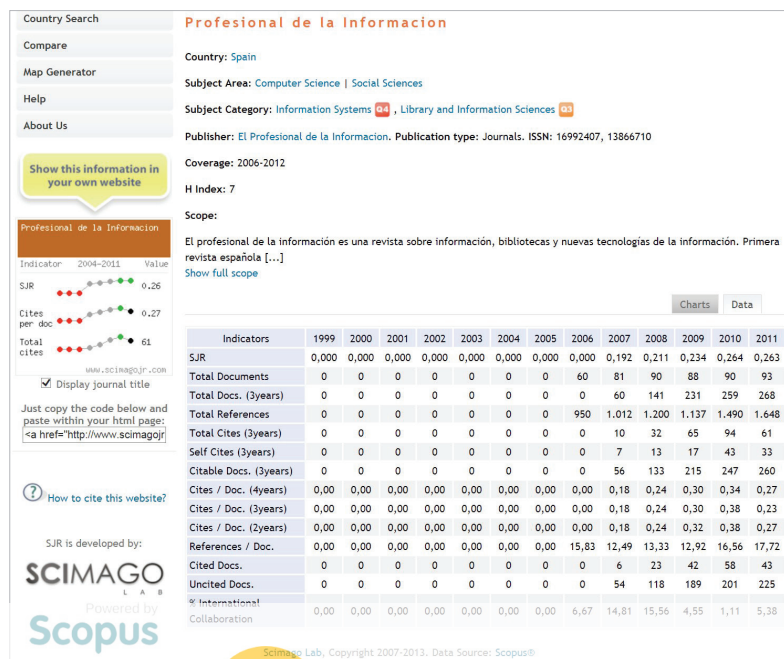 Country Search
Compare
Map Generator
Help
About Us
Show this information in
your own website
Profesional de la Informacion
Indicator 2004-2011 Value
SJR 0.26
Cites
per doc 0.27
Total
cites 61
www.scimagojr.com
Display journal title
Just copy the code below and
paste within your html page:
<a href="http://www.scimagojr
How to cite this website?
SJR is developed by:
SCIMAGO
LAB
Powered by
Scopus
Profesional de la Informacion
Country: Spain
Subject Area: Computer Science | Social Sciences
Subject Category: Information Systems Q4 , Library and Information Sciences Q3
Publisher: El Profesional de la Informacion. Publication type: Journals. ISSN: 16992407, 13866710
Coverage: 2006-2012
H Index: 7
Scope:
El profesional de la información es una revista sobre información, bibliotecas y nuevas tecnologías de la información. Primera
revista española [...]
Show full scope
Charts Data
Indicators 1999 2000 2001 2002 2003 2004 2005 2006 2007 2008 2009 2010 2011
SJR 0,000 0,000 0,000 0,000 0,000 0,000 0,000 0,000 0,192 0,211 0,234 0,264 0,263
Total Documents 0 0 0 0 0 0 0 60 81 90 88 90 93
Total Docs. (3years) 0 0 0 0 0 0 0 0 60 141 231 259 268
Total References 0 0 0 0 0 0 0 950 1.012 1.200 1.137 1.490 1.648
Total Cites (3years) 0 0 0 0 0 0 0 0 10 32 65 94 61
Self Cites (3years) 0 0 0 0 0 0 0 0 7 13 17 43 33
Citable Docs. (3years) 0 0 0 0 0 0 0 0 56 133 215 247 260
Cites / Doc. (4years) 0,00 0,00 0,00 0,00 0,00 0,00 0,00 0,00 0,18 0,24 0,30 0,34 0,27
Cites / Doc. (3years) 0,00 0,00 0,00 0,00 0,00 0,00 0,00 0,00 0,18 0,24 0,30 0,38 0,23
Cites / Doc. (2years) 0,00 0,00 0,00 0,00 0,00 0,00 0,00 0,00 0,18 0,24 0,32 0,38 0,27
References / Doc. 0,00 0,00 0,00 0,00 0,00 0,00 0,00 15,83 12,49 13,33 12,92 16,56 17,72
Cited Docs. 0 0 0 0 0 0 0 0 6 23 42 58 43
Uncited Docs. 0 0 0 0 0 0 0 0 54 118 189 201 225
% International
Collaboration 0,00 0,00 0,00 0,00 0,00 0,00 0,00 6,67 14,81 15,56 4,55 1,11 5,38
Scimago Lab, Copyright 2007-2013. Data Source: Scopus®